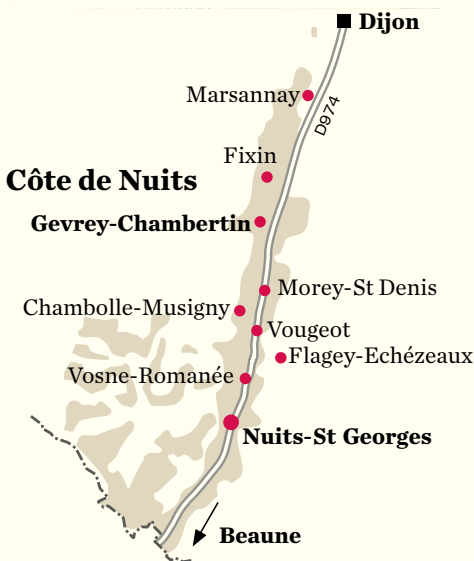 Dijon
Marsannay
D974
Fixin
Côte de Nuits
Gevrey-Chambertin
Morey-St Denis
Chambolle-Musigny
Vougeot
Flagey-Echézeaux
Vosne-Romanée
Nuits-St Georges
Beaune